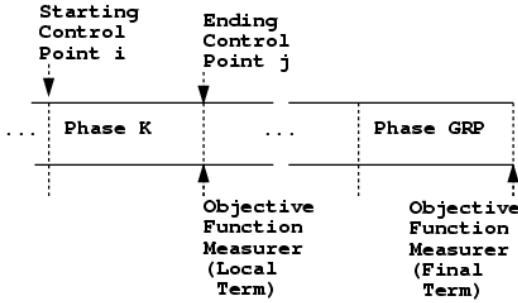 Starting
Control
Point i
Ending
Control
Point j
... Phase K ... Phase GRP
Objective
Function
Measurer
(Local
Term)
Objective
Function
Measurer
(Final
Term)